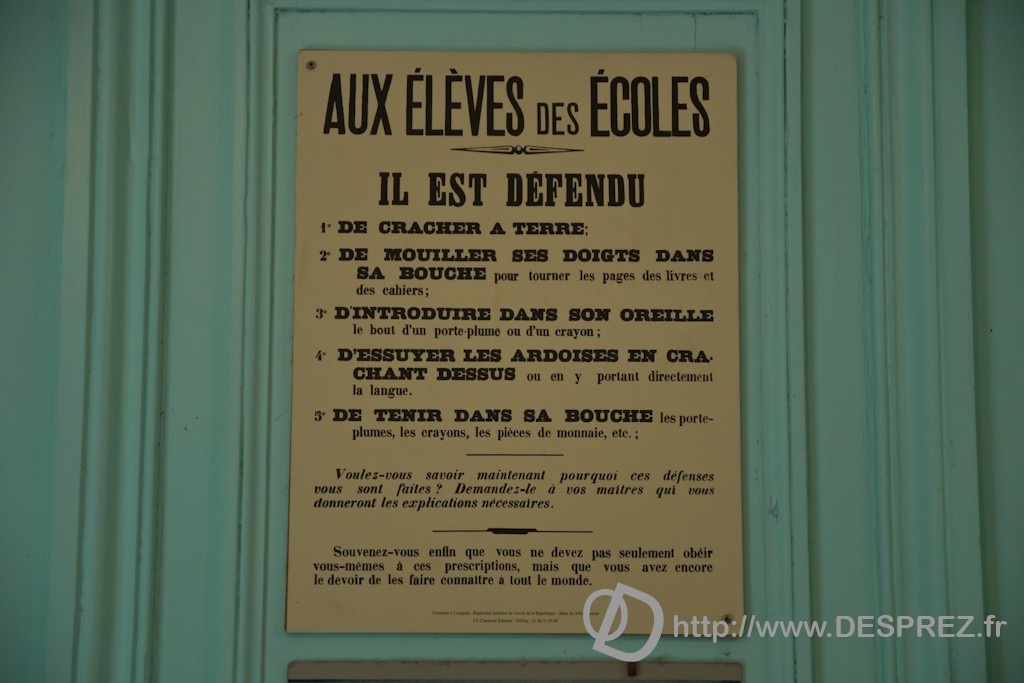 AUX ÉLÈVES DES ÉCOLES
IL EST DÉFENDU
1° DE CRACHER A TERRE;
2° DE MOUILLER SES DOIGTS DANS
SA BOUCHE pour tourner les pages des livres et
des cahiers;
3° D'INTRODUIRE DANS SON OREILLE
le bout d'un porte-plume ou d'un crayon;
4° D'ESSUYER LES ARDOISES EN CRA-
CHANT DESSUS ou en y portant directement
la langue.
5° DE TENIR DANS SA BOUCHE les porte-
plumes, les crayons, les pièces de monnaie, etc.;
Voulez-vous savoir maintenant pourquoi ces défenses
vous sont faites? Demandez-le à vos maîtres qui vous
donneront les explications nécessaires.
Souvenez-vous enfin que vous ne devez pas seulement obéir
vous-mêmes à ces prescriptions, mais que vous avez encore
le devoir de les faire connaître à tout le monde.
Conforme à l'original - Règlement
http://www.DESPREZ.fr